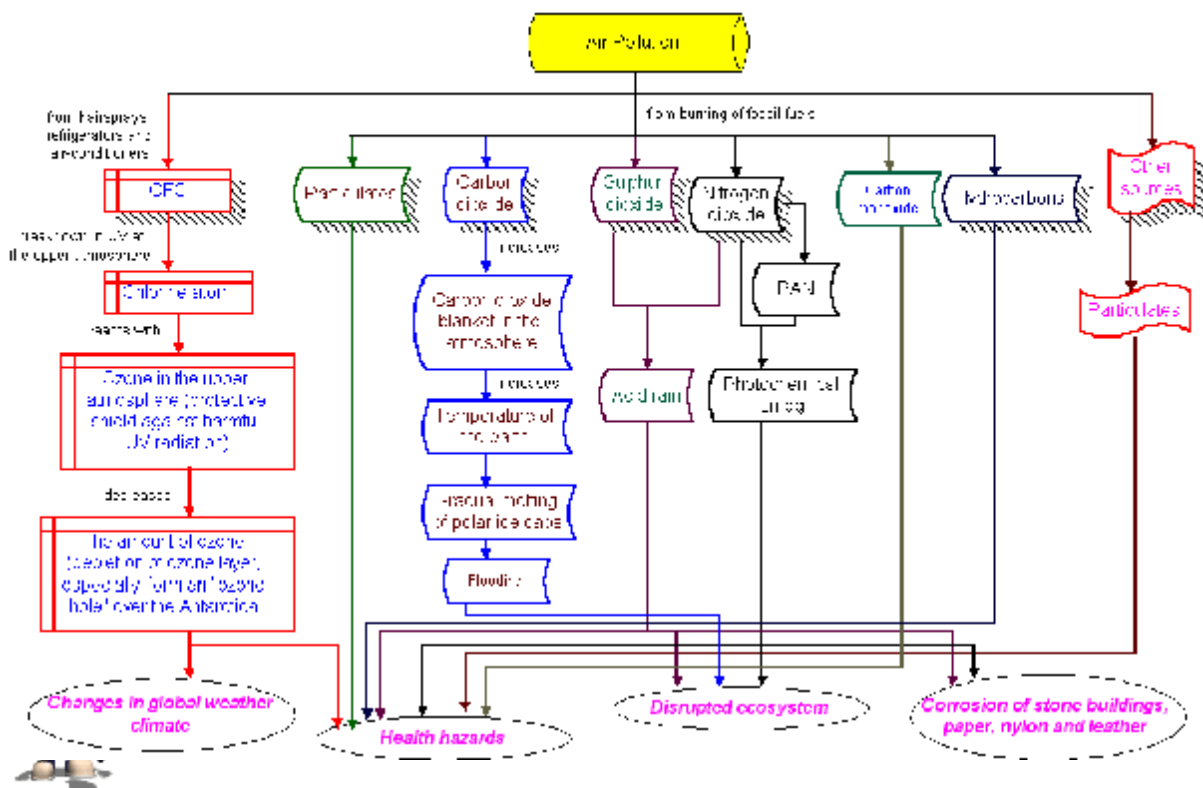 Air Pollution
from hairsprays
refrigerators and
air-conditioners
from burning of fossil fuels
CFC
Particulates
Carbon
dioxide
Sulphur
dioxide
Nitrogen
dioxide
Carbon
monoxide
Hydrocarbons
Other
sources
breakdown in UV at
the upper atmosphere
increases
Chlorine atom
Carbon dioxide
blanket in the
atmosphere
PAN
Particulates
reacts with
Ozone in the upper
atmosphere (protective
shield against harmful
UV radiation)
increases
Temperature of
the Earth
Acid rain
Photochemical
smog
decreases
Gradual melting
of polar ice caps
The amount of ozone
(depletion of ozone layer,
especially form an 'ozone
hole' over the Antarctica
Flooding
Changes in global weather
climate
Health hazards
Disrupted ecosystem
Corrosion of stone buildings,
paper, nylon and leather